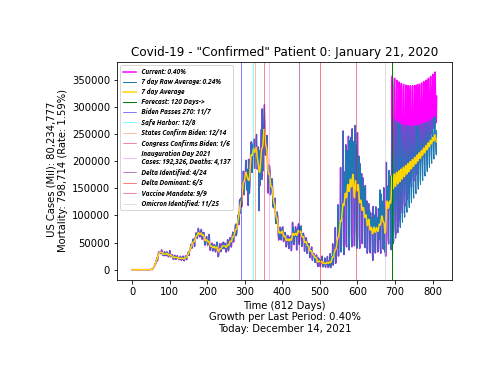 Covid-19 - "Confirmed" Patient 0: January 21, 2020
US Cases (Mil): 80,234,777
Mortality: 798,714 (Rate: 1.59%)
350000
300000
250000
200000
150000
100000
50000
0
Current: 0.40%
7 day Raw Average: 0.24%
7 day Average
Forecast: 120 Days->
Biden Passes 270: 11/7
Safe Harbor: 12/8
States Confirm Biden: 12/14
Congress Confirms Biden: 1/6
Inauguration Day 2021
Cases: 192,326, Deaths: 4,137
Delta Identified: 4/24
Delta Dominant: 6/5
Vaccine Mandate: 9/9
Omicron Identified: 11/25
0 100 200 300 400 500 600 700 800
Time (812 Days)
Growth per Last Period: 0.40%
Today: December 14, 2021